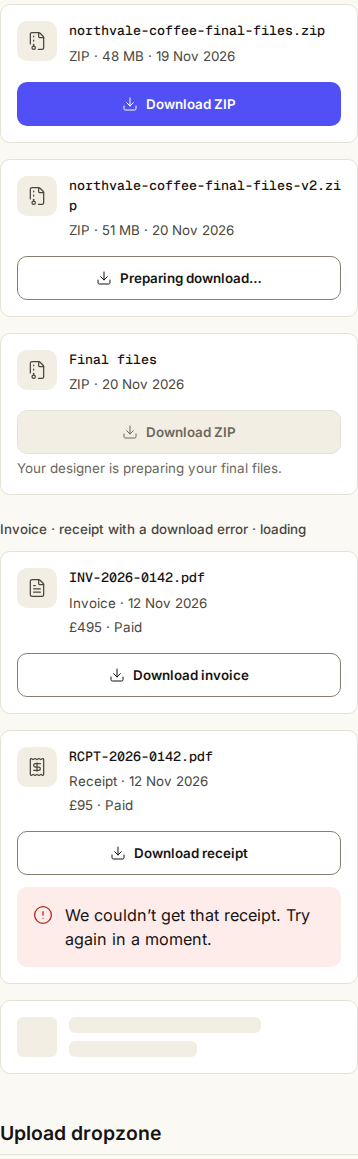 northvale-coffee-final-files.zip
ZIP · 48 MB · 19 Nov 2026
Download ZIP
northvale-coffee-final-files-v2.zi
p
ZIP · 51 MB · 20 Nov 2026
Preparing download…
Final files
ZIP · 20 Nov 2026
Download ZIP
Your designer is preparing your final files.
Invoice · receipt with a download error · loading
INV-2026-0142.pdf
Invoice · 12 Nov 2026
£495 · Paid
Download invoice
RCPT-2026-0142.pdf
Receipt · 12 Nov 2026
£95 · Paid
Download receipt
We couldn’t get that receipt. Try
again in a moment.
Upload dropzone